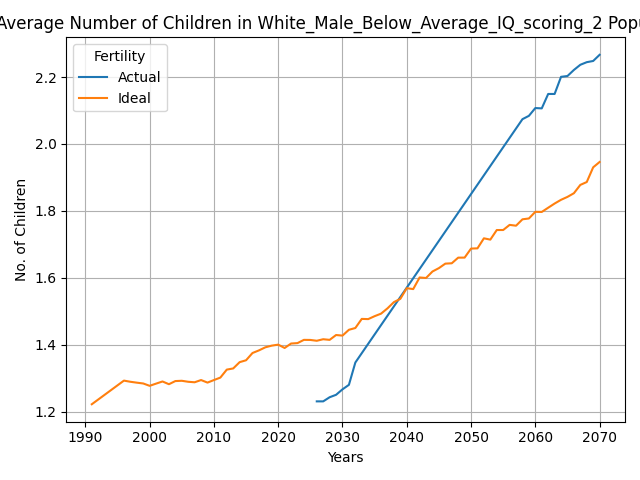 Average Number of Children in White_Male_Below_Average_IQ_scoring_2
Fertility
Actual
Ideal
No. of Children
2.2
2.0
1.8
1.6
1.4
1.2
1990 2000 2010 2020 2030 2040 2050 2060 2070
Years